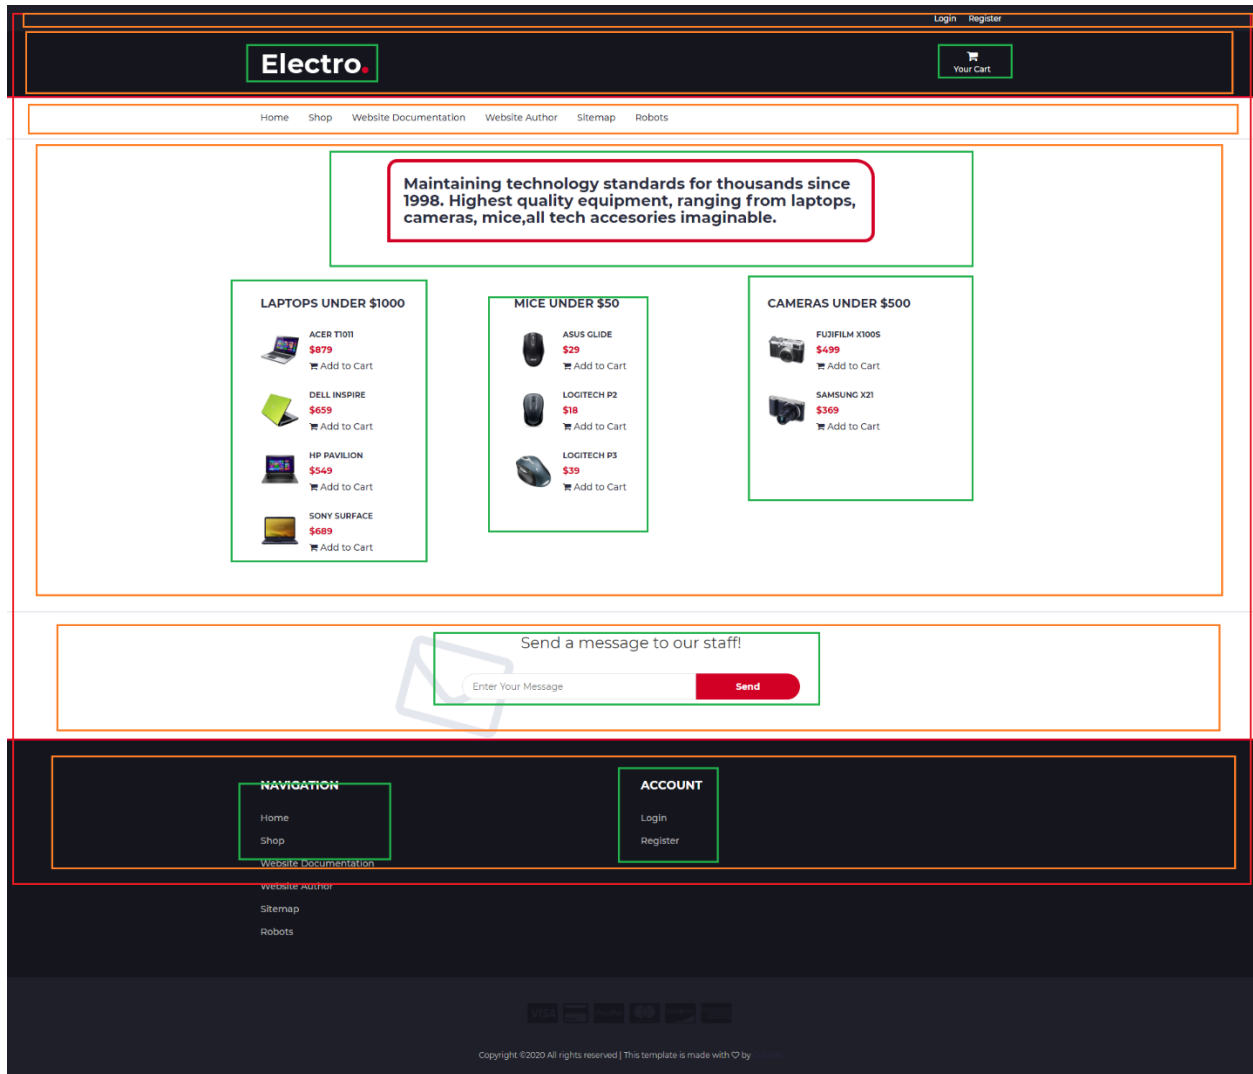 Login Register
Electro.
Your Cart
Home Shop Website Documentation Website Author Sitemap Robots
Maintaining technology standards for thousands since
1998. Highest quality equipment, ranging from laptops,
cameras, mice,all tech accesories imaginable.
LAPTOPS UNDER $1000
ACER T1011
$879
Add to Cart
DELL INSPIRE
$659
Add to Cart
HP PAVILION
$549
Add to Cart
SONY SURFACE
$689
Add to Cart
MICE UNDER $50
ASUS GLIDE
$29
Add to Cart
LOGITECH P2
$18
Add to Cart
LOGITECH P3
$39
Add to Cart
CAMERAS UNDER $500
FUJIFILM X100S
$499
Add to Cart
SAMSUNG X21
$369
Add to Cart
Send a message to our staff!
Enter Your Message Send
NAVIGATION
Home
Shop
Website Documentation
Website Author
Sitemap
Robots
ACCOUNT
Login
Register
VISA
Copyright ©2020 All rights reserved | This template is made with ♡ by